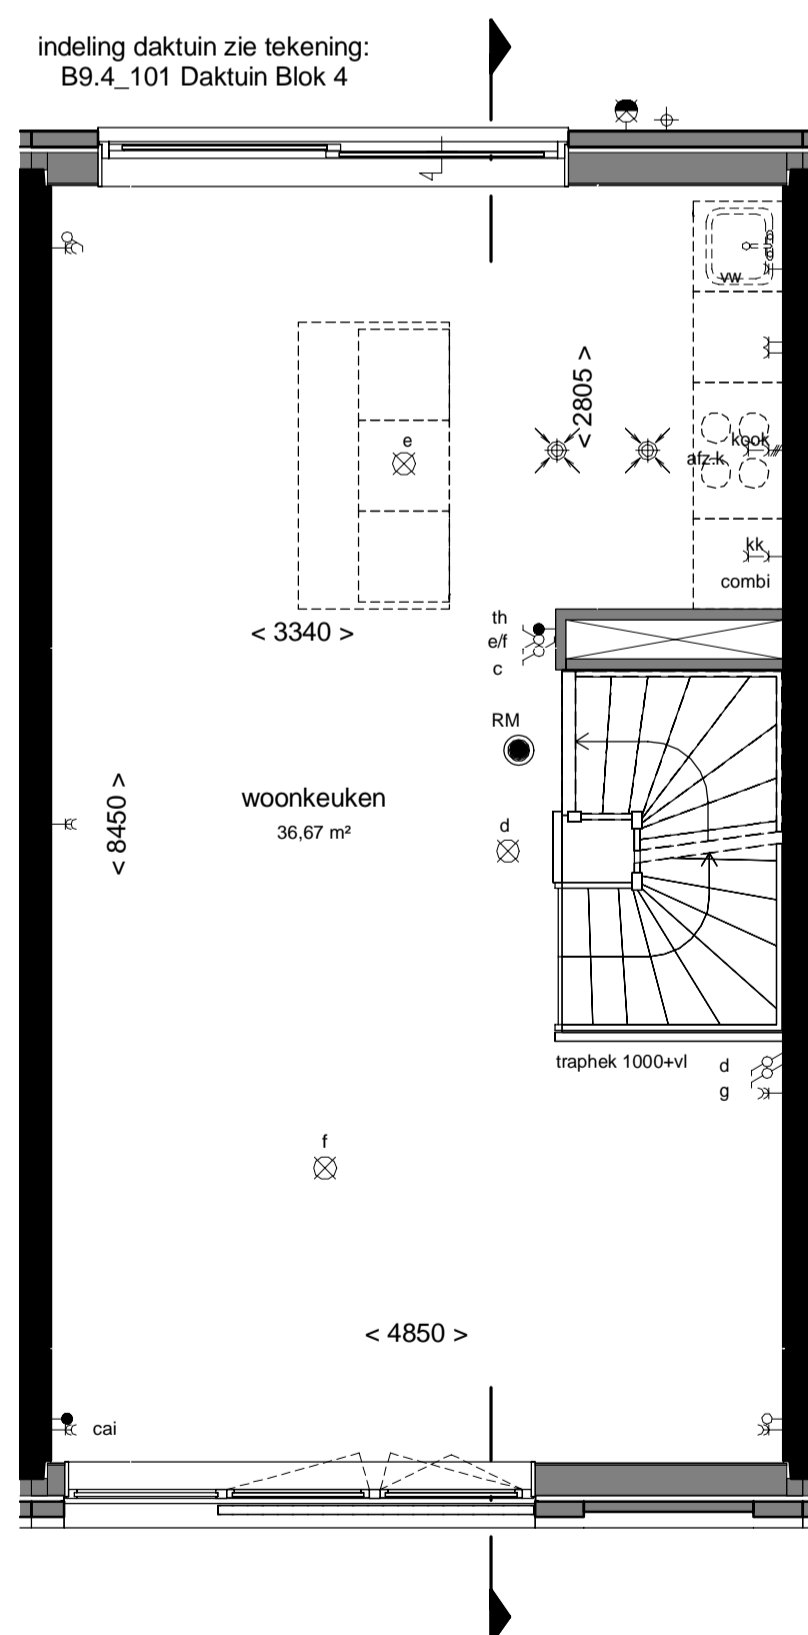 indeling daktuin zie tekening:
B9.4_101 Daktuin Blok 4
vw
e
< 2805 >
kook
afz.k
kk
combi
th
e/f
c
< 3340 >
RM
woonkeuken
36,67 m²
< 8450 >
d
traphek 1000+vl
d
g
f
< 4850 >
cai